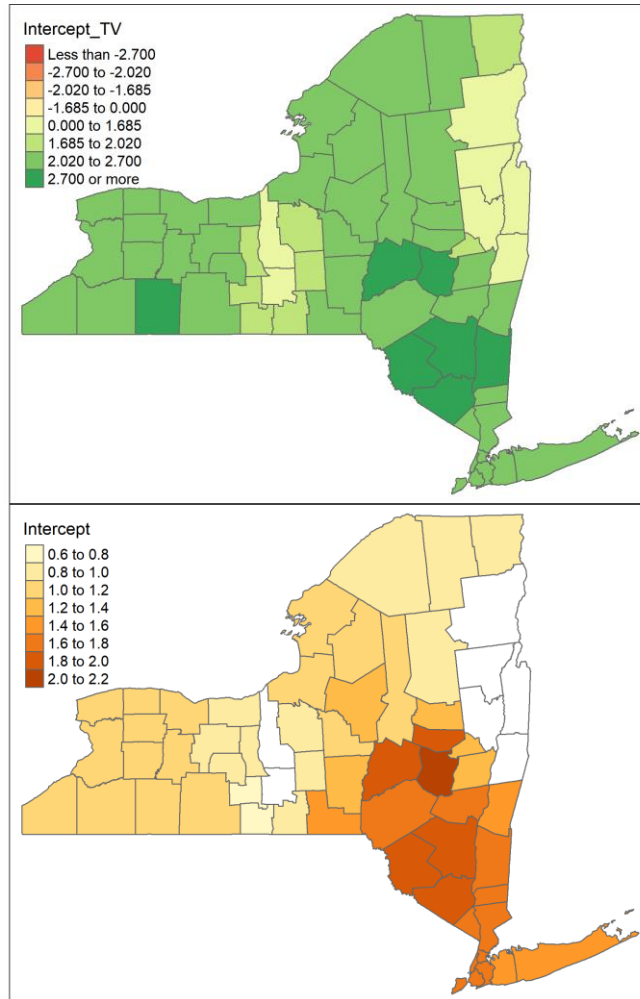 Intercept_TV
Less than -2.700
-2.700 to -2.020
-2.020 to -1.685
-1.685 to 0.000
0.000 to 1.685
1.685 to 2.020
2.020 to 2.700
2.700 or more
Intercept
0.6 to 0.8
0.8 to 1.0
1.0 to 1.2
1.2 to 1.4
1.4 to 1.6
1.6 to 1.8
1.8 to 2.0
2.0 to 2.2